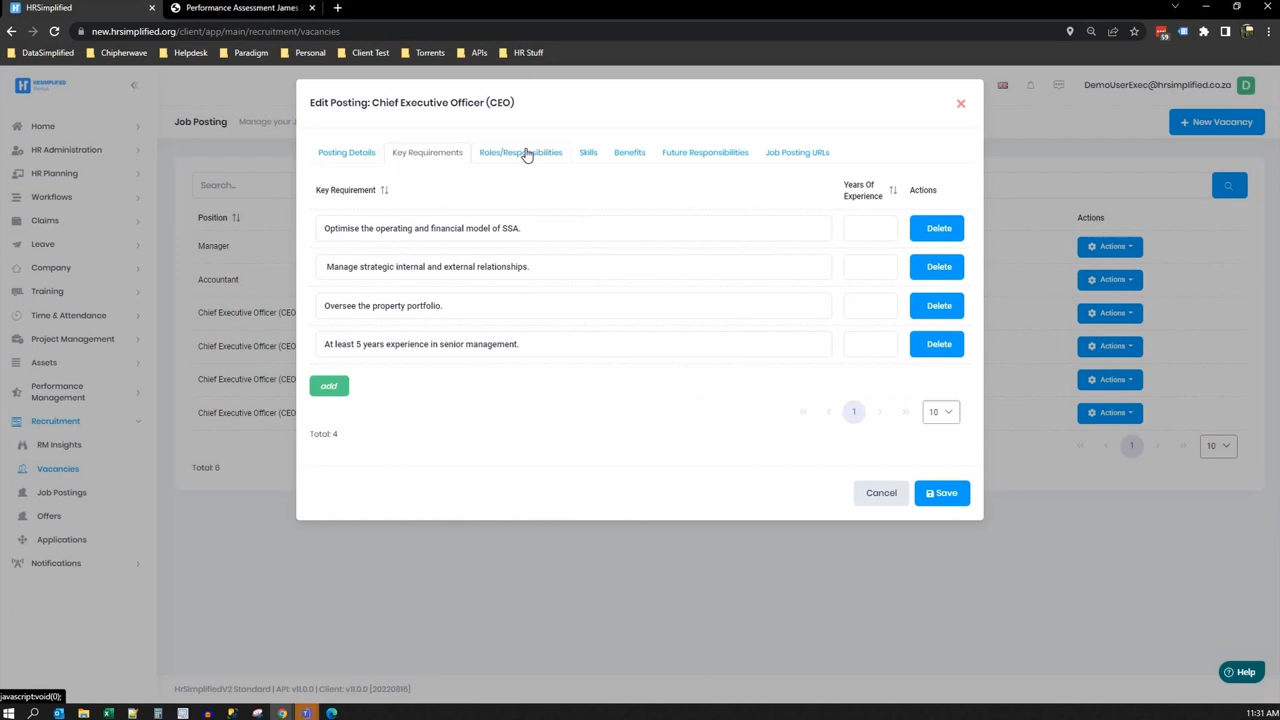 HRSimplified
Performance Assessment James
new.hrsimplified.org/client/app/main/recruitment/vacancies
59
DataSimplified
Chipherwave
Helpdesk
Paradigm
Personal
Client Test
Torrents
APIs
HR Stuff
HRSIMPLIFIED
DemoUserExec@hrsimplified.co.za
D
Home
HR Administration
HR Planning
Workflows
Claims
Leave
Company
Training
Time & Attendance
Project Management
Assets
Performance
Management
Recruitment
RM Insights
Vacancies
Job Postings
Offers
Applications
Notifications
Job Posting
Manage your J
+ New Vacancy
Search...
Position
Actions
Manager
Actions
Accountant
Actions
Chief Executive Officer (CEO
Actions
Chief Executive Officer (CEO
Actions
Chief Executive Officer (CEO
Actions
Chief Executive Officer (CEO
Actions
1
10
Total: 6
Edit Posting: Chief Executive Officer (CEO)
Posting Details
Key Requirements
Roles/Responsibilities
Skills
Benefits
Future Responsibilities
Job Posting URLs
Key Requirement
Years Of
Experience
Actions
Optimise the operating and financial model of SSA.
Delete
Manage strategic internal and external relationships.
Delete
Oversee the property portfolio.
Delete
At least 5 years experience in senior management.
Delete
add
1
10
Total: 4
Cancel
Save
Help
HrSimplifiedV2 Standard | API: v11.0.0 | Client: v11.0.0 [20220816]
javascript:void(0);
11:31 AM